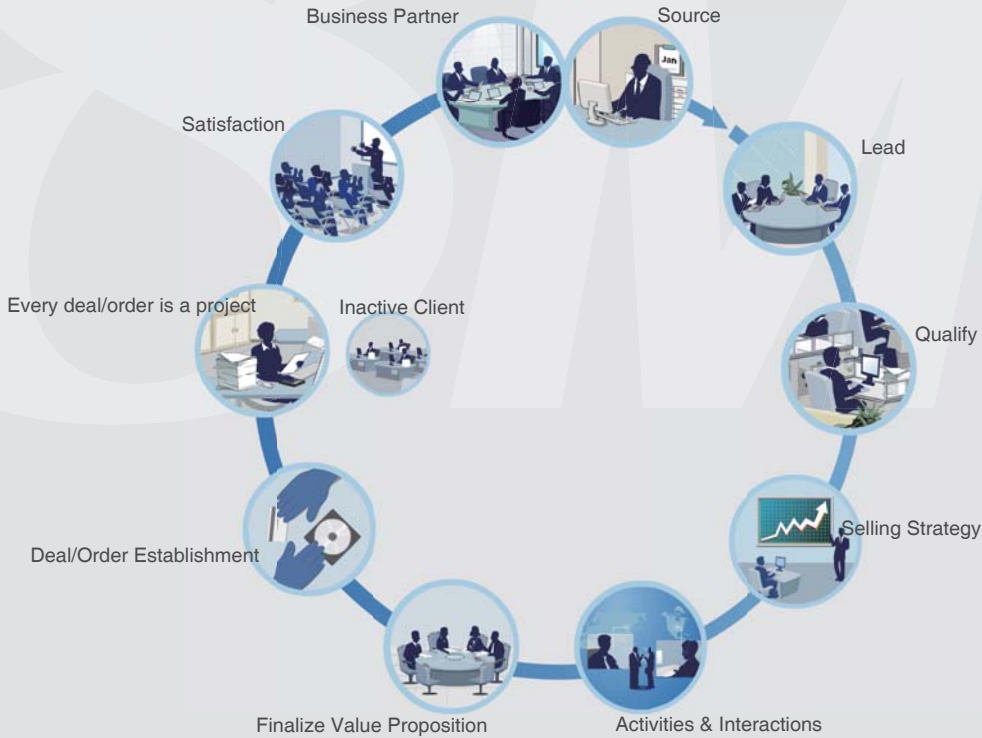 Business Partner
Source
Jan
Lead
Qualify
Selling Strategy
Activities & Interactions
Finalize Value Proposition
Deal/Order Establishment
Every deal/order is a project
Inactive Client
Satisfaction